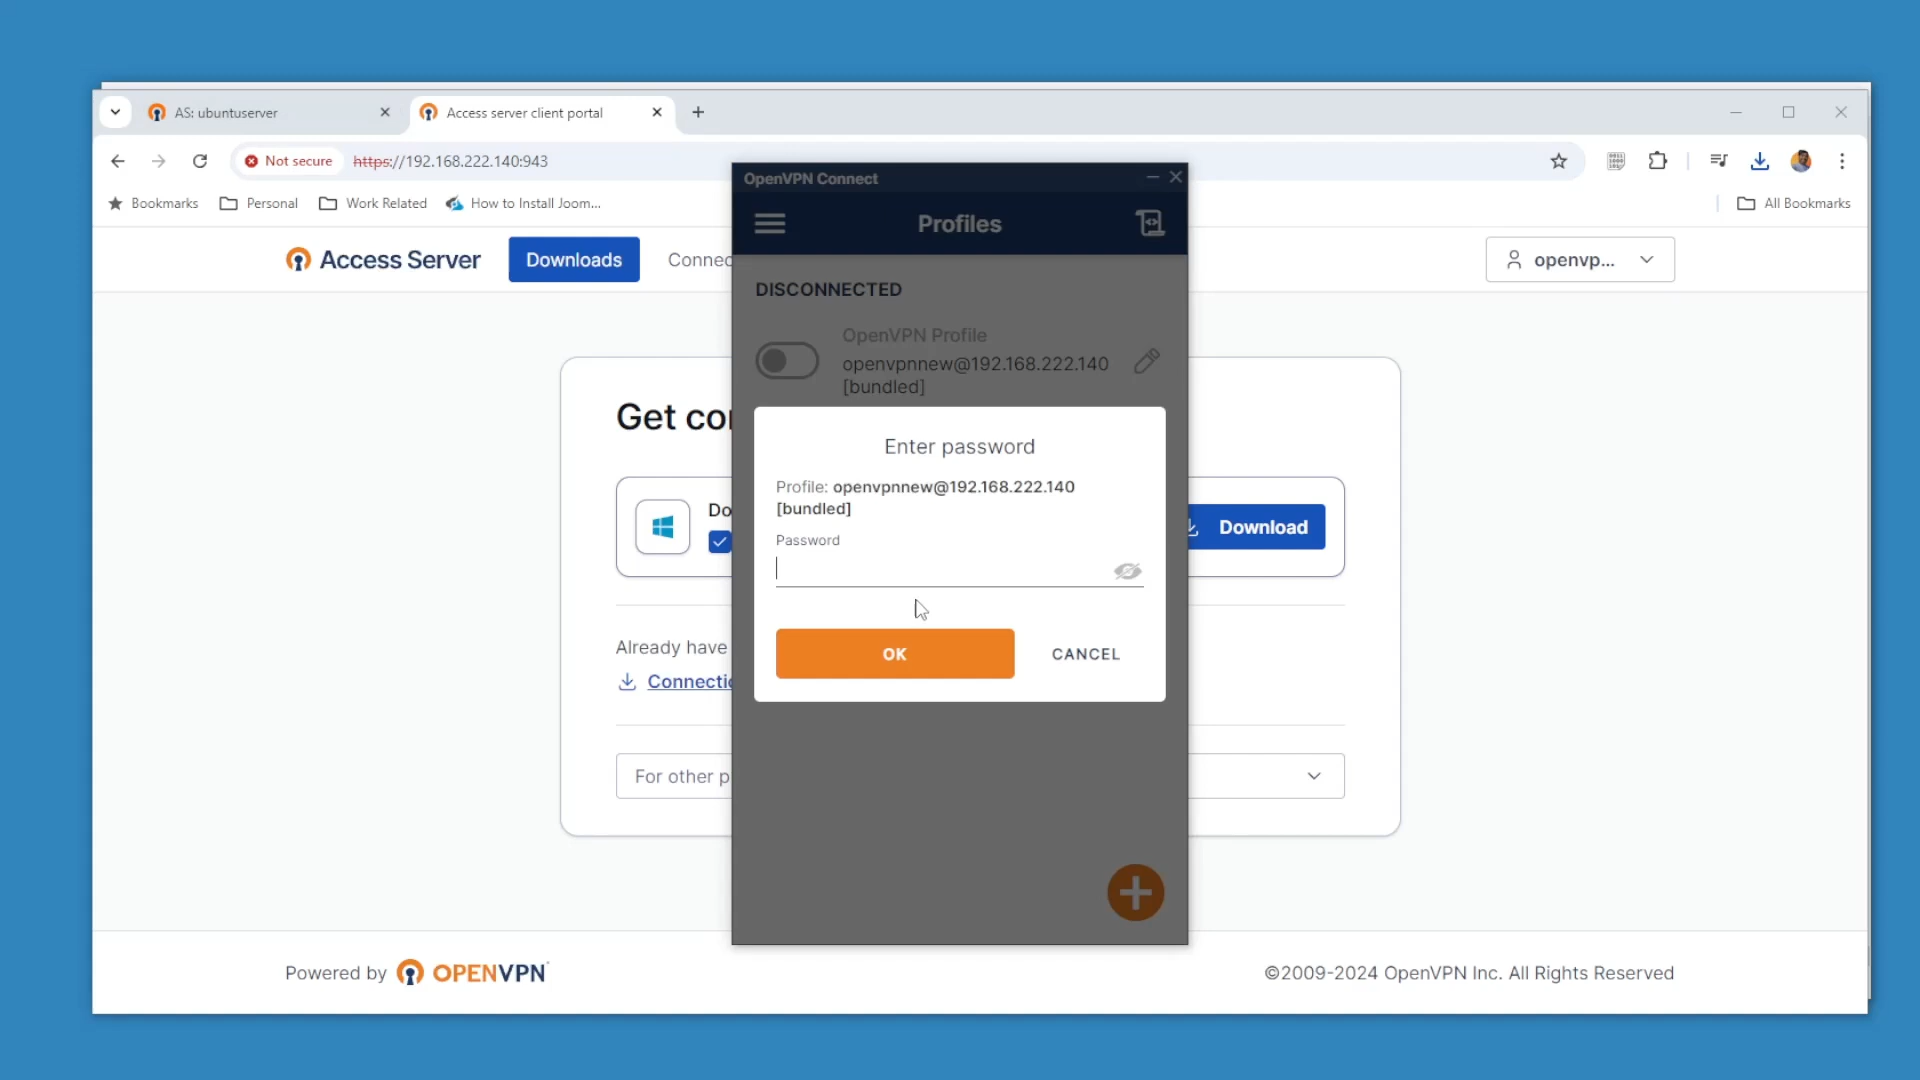 AS: ubuntuserver
Access server client portal
Not secure
https://192.168.222.140:943
Bookmarks
Personal
Work Related
How to Install Joom...
All Bookmarks
Access Server
Downloads
Connec
openvp...
OpenVPN Connect
Profiles
DISCONNECTED
OpenVPN Profile
openvpnnew@192.168.222.140
[bundled]
Get co
Do
Download
Enter password
Profile: openvpnnew@192.168.222.140
[bundled]
Password
OK
CANCEL
Already have
Connectio
For other p
Powered by OPENVPN
©2009-2024 OpenVPN Inc. All Rights Reserved